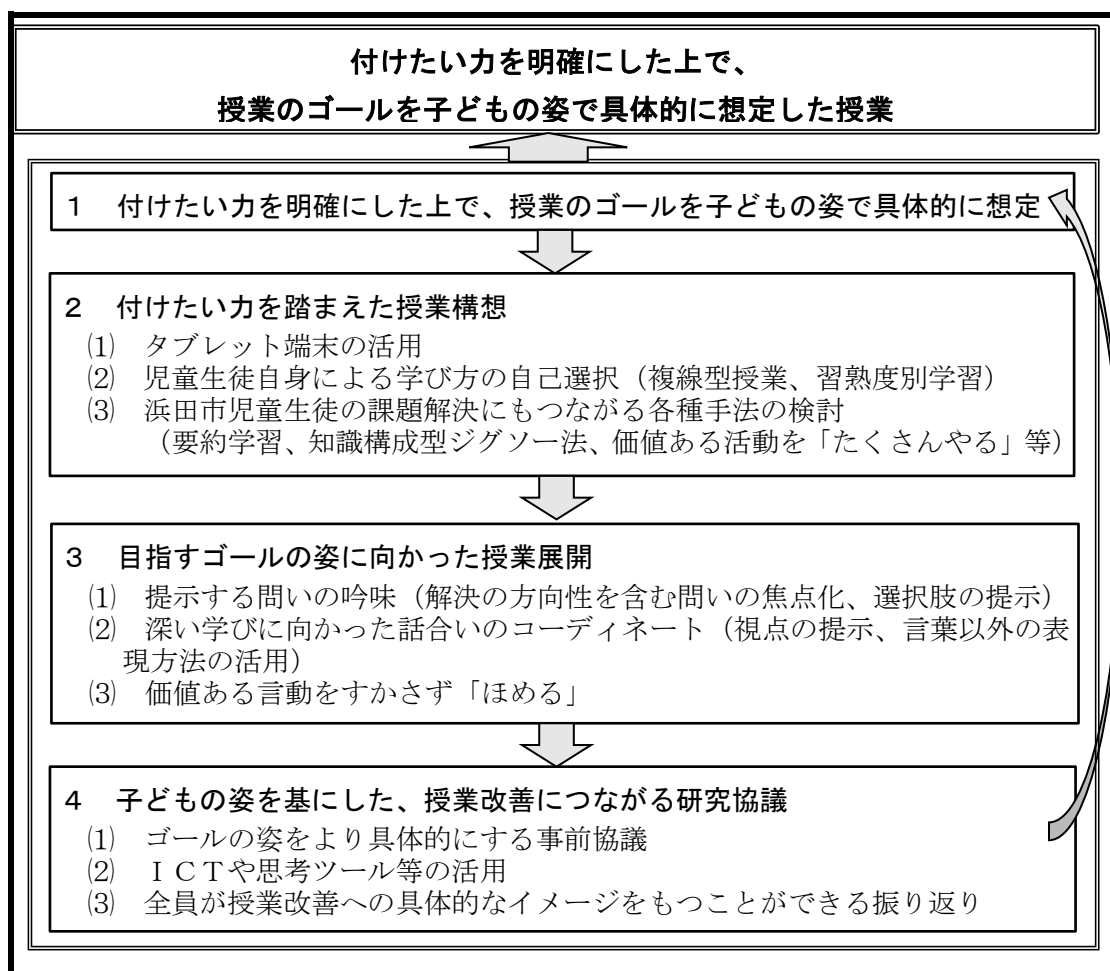 付けたい力を明確にした上で、
授業のゴールを子どもの姿で具体的に想定した授業
１　付けたい力を明確にした上で、授業のゴールを子どもの姿で具体的に想定
２　付けたい力を踏まえた授業構想
⑴　タブレット端末の活用
⑵　児童生徒自身による学び方の自己選択（複線型授業、習熟度別学習）
⑶　浜田市児童生徒の課題解決にもつながる各種手法の検討
（要約学習、知識構成型ジグソー法、価値ある活動を「たくさんやる」等）
３　目指すゴールの姿に向かった授業展開
⑴　提示する問いの吟味（解決の方向性を含む問いの焦点化、選択肢の提示）
⑵　深い学びに向かった話合いのコーディネート（視点の提示、言葉以外の表
現方法の活用）
⑶　価値ある言動をすかさず「ほめる」
４　子どもの姿を基にした、授業改善につながる研究協議
⑴　ゴールの姿をより具体的にする事前協議
⑵　ＩＣＴや思考ツール等の活用
⑶　全員が授業改善への具体的なイメージをもつことができる振り返り